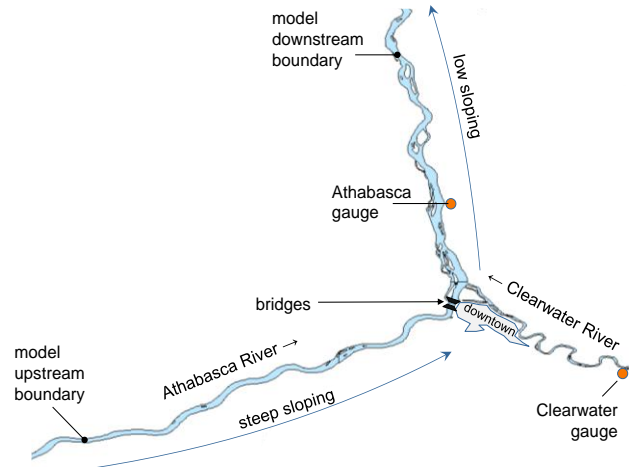 model
downstream
boundary
low sloping
Athabasca
gauge
← Clearwater River
bridges
downtown
Athabasca River →
model
upstream
boundary
steep sloping
Clearwater
gauge